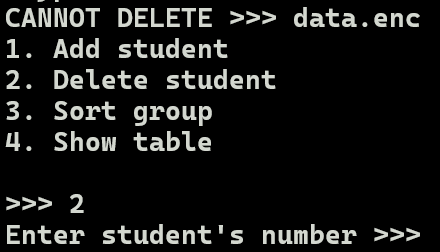 CANNOT DELETE >>> data.enc
1. Add student
2. Delete student
3. Sort group
4. Show table
>>> 2
Enter student's number >>>